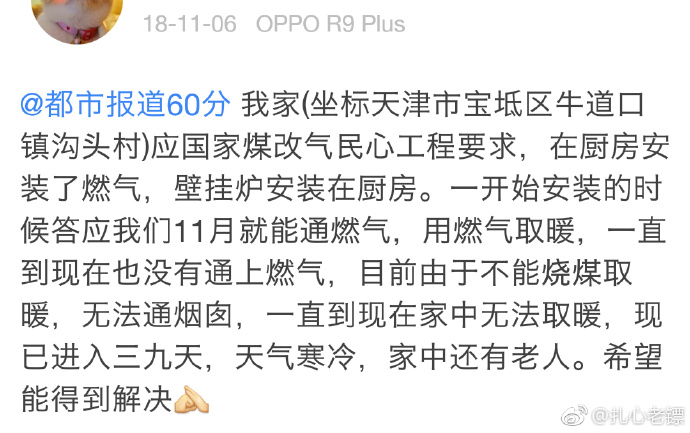 18-11-06 OPPO R9 Plus
@都市报道60分 我家(坐标天津市宝坻区牛道口
镇沟头村)应国家煤改气民心工程要求，在厨房安
装了燃气，壁挂炉安装在厨房。一开始安装的时
候答应我们11月就能通燃气，用燃气取暖，一直
到现在也没有通上燃气，目前由于不能烧煤取
暖，无法通烟囱，一直到现在家中无法取暖，现
已进入三九天，天气寒冷，家中还有老人。希望
能得到解决🙏🏻
@扎心老镖